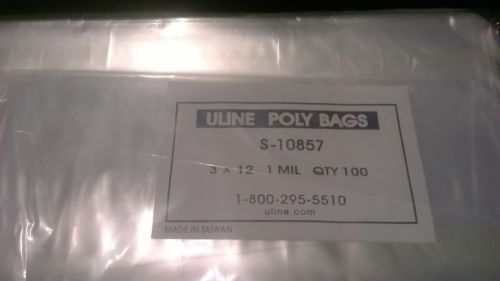 ULINE POLY BAGS
S-10857
3 x 12 1 MIL QTY 100
1-800-295-5510
uline.com
MADE IN TAIWAN